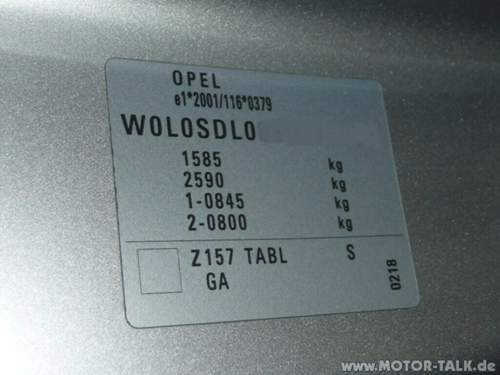 OPEL
e1*2001/116*0379
W0L0SDL0
1585 kg
2590 kg
1-0845 kg
2-0800 kg
Z157 TABL S
GA
0218
www.MOTOR-TALK.de